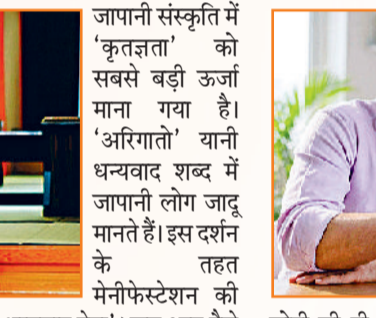 जापानी संस्कृति में
‘कृतज्ञता’ को
सबसे बड़ी ऊर्जा
माना गया है।
‘अरिगातो’ यानी
धन्यवाद शब्द में
जापानी लोग जादू
मानते हैं। इस दर्शन
के तहत
मेनीफेस्टेशन की